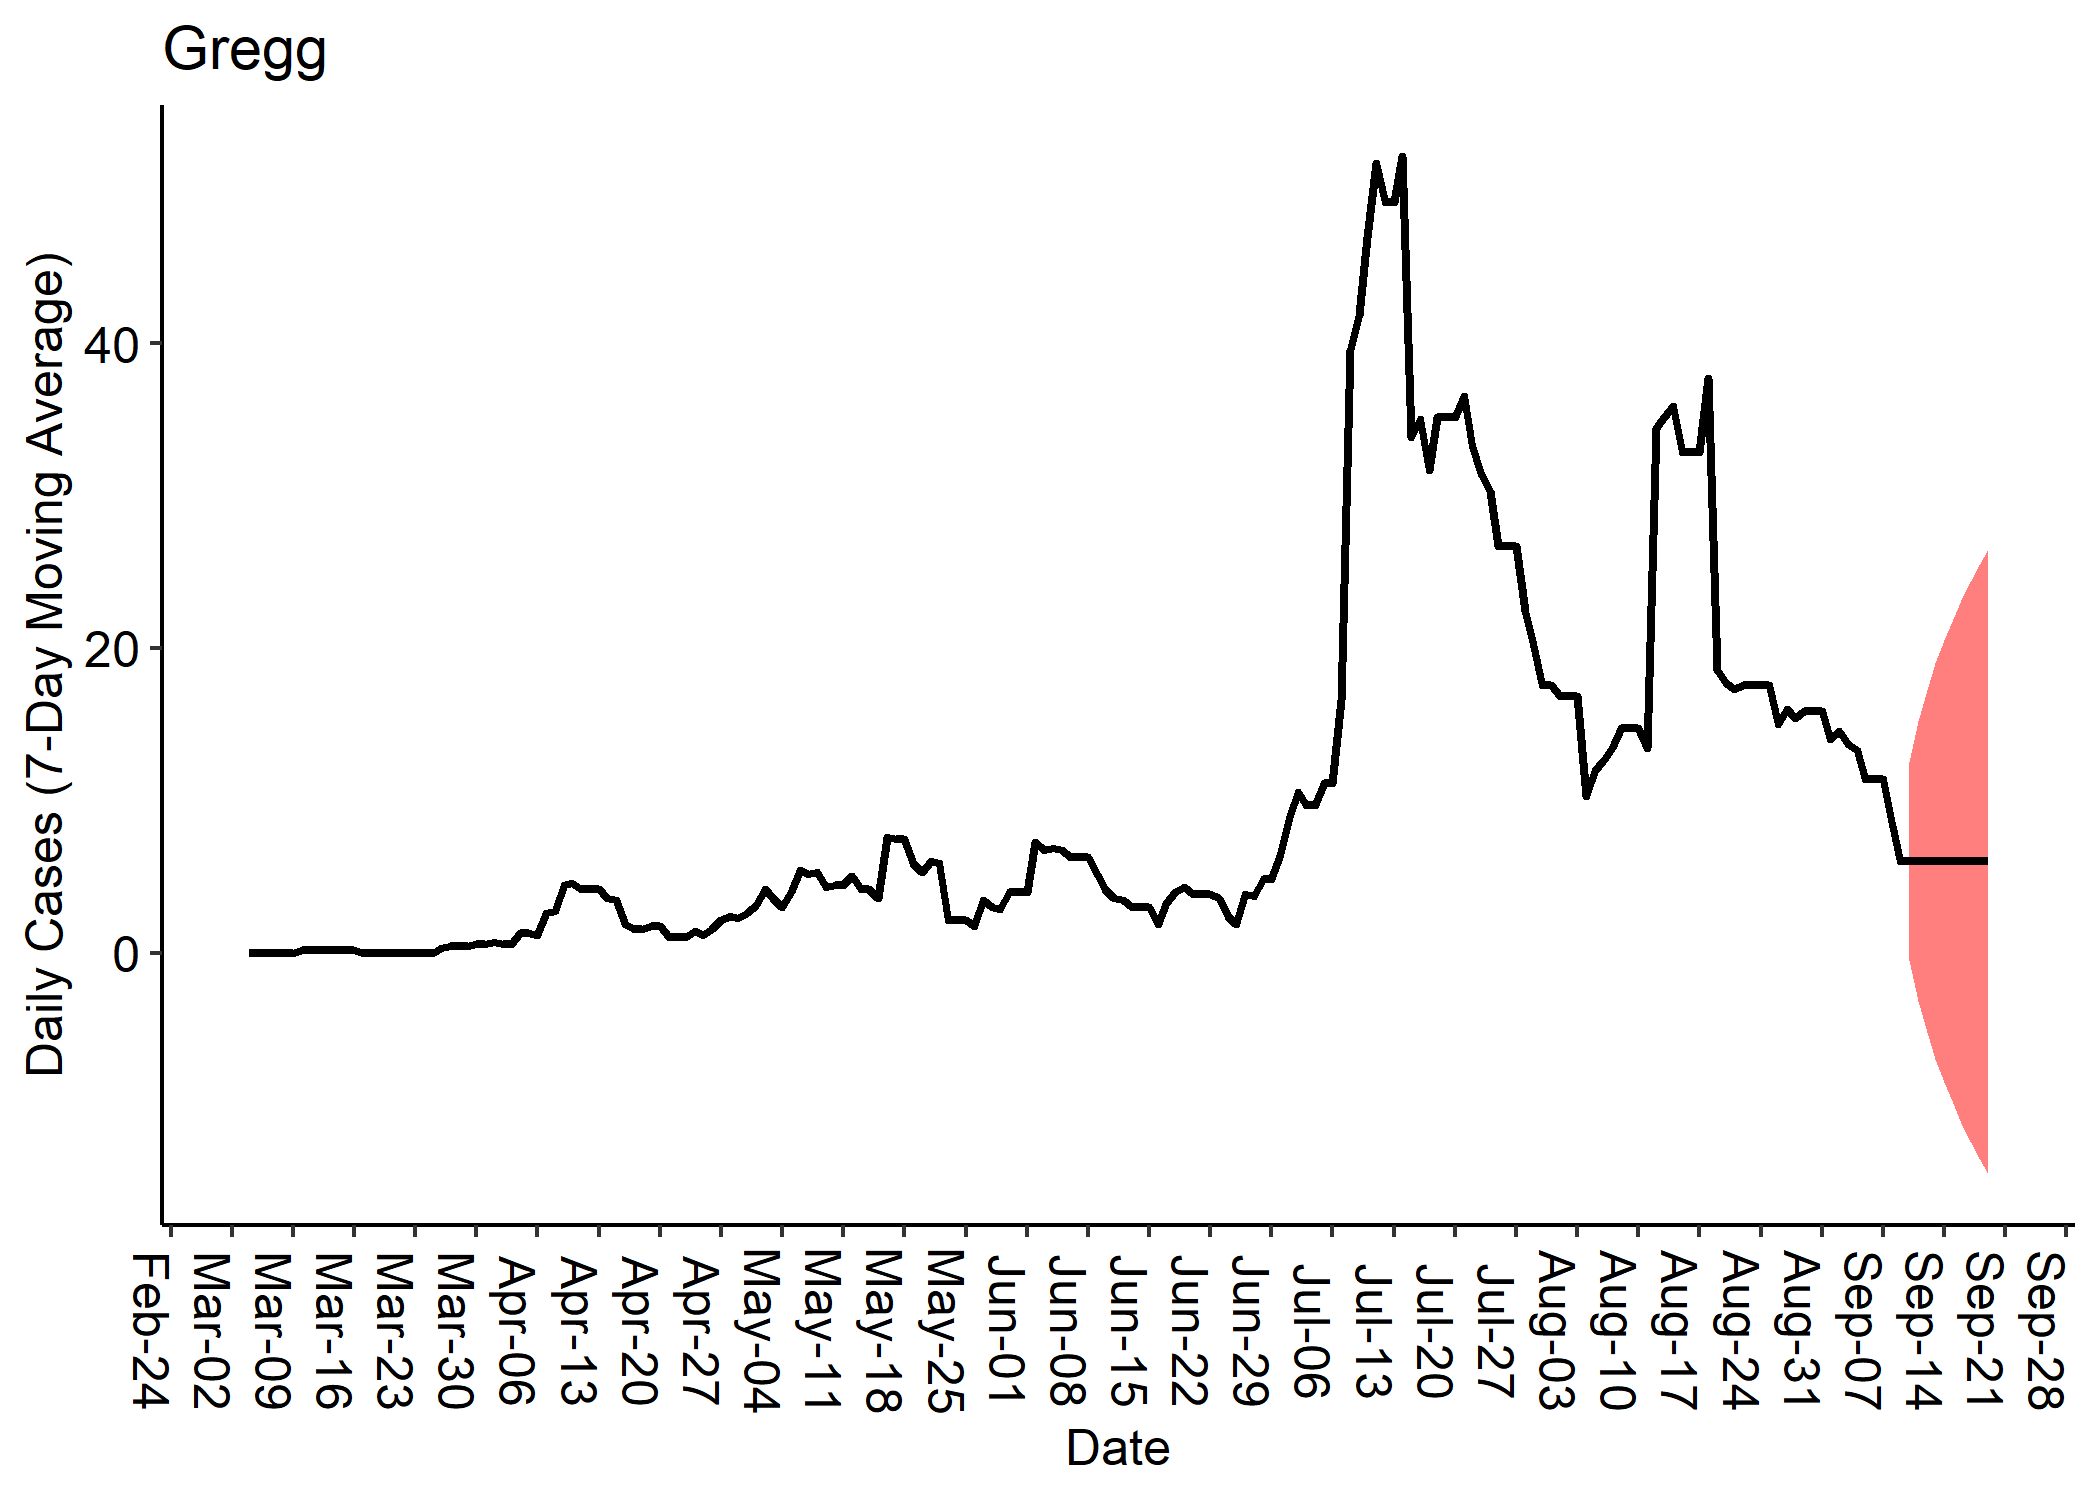 Gregg
Daily Cases (7-Day Moving Average)
40
20
0
Feb-24
Mar-02
Mar-09
Mar-16
Mar-23
Mar-30
Apr-06
Apr-13
Apr-20
Apr-27
May-04
May-11
May-18
May-25
Jun-01
Jun-08
Jun-15
Jun-22
Jun-29
Jul-06
Jul-13
Jul-20
Jul-27
Aug-03
Aug-10
Aug-17
Aug-24
Aug-31
Sep-07
Sep-14
Sep-21
Sep-28
Date